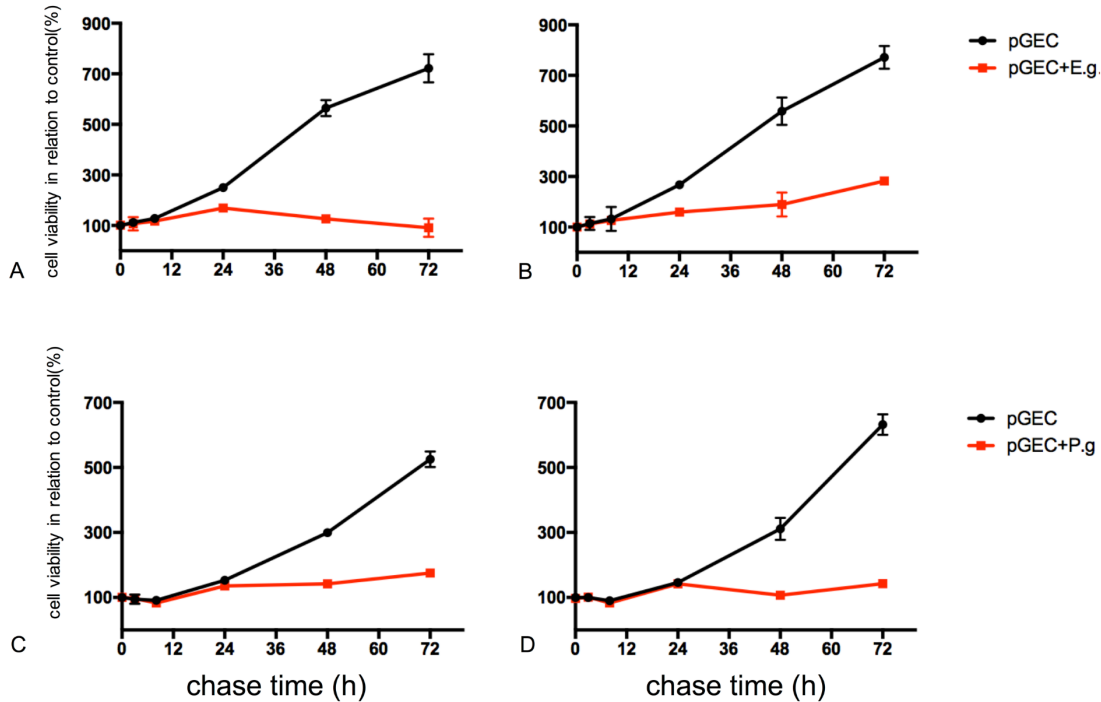 cell viability in relation to control(%)
900
700
500
300
100
0 12 24 36 48 60 72
A
900
700
500
300
100
0 12 24 36 48 60 72
B
pGEC
pGEC+E.g.
cell viability in relation to control(%)
700
500
300
100
0 12 24 36 48 60 72
C
chase time (h)
700
500
300
100
0 12 24 36 48 60 72
D
chase time (h)
pGEC
pGEC+P.g